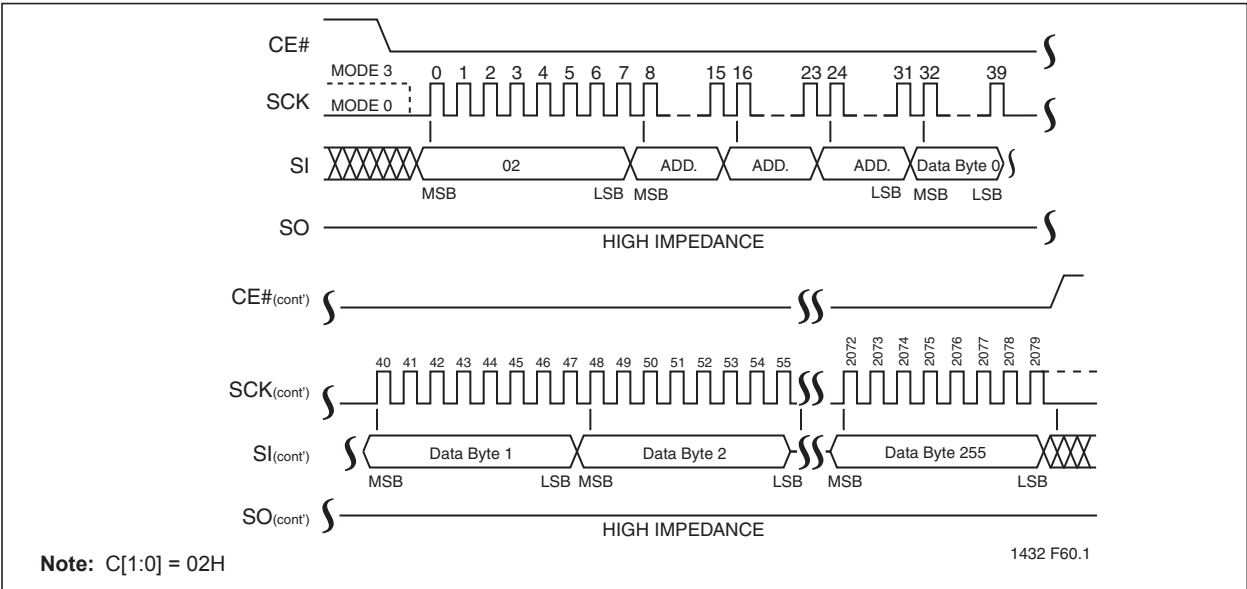 CE#
MODE 3
0 1 2 3 4 5 6 7 8 15 16 23 24 31 32 39
SCK
MODE 0
SI
02
ADD.
ADD.
ADD.
Data Byte 0
MSB LSB MSB LSB MSB LSB
SO
HIGH IMPEDANCE
CE#(cont')
40 41 42 43 44 45 46 47 48 49 50 51 52 53 54 55 2072 2073 2074 2075 2076 2077 2078 2079
SCK(cont')
SI(cont')
Data Byte 1
Data Byte 2
Data Byte 255
MSB LSB MSB LSB MSB LSB
SO(cont')
HIGH IMPEDANCE
1432 F60.1
Note: C[1:0] = 02H